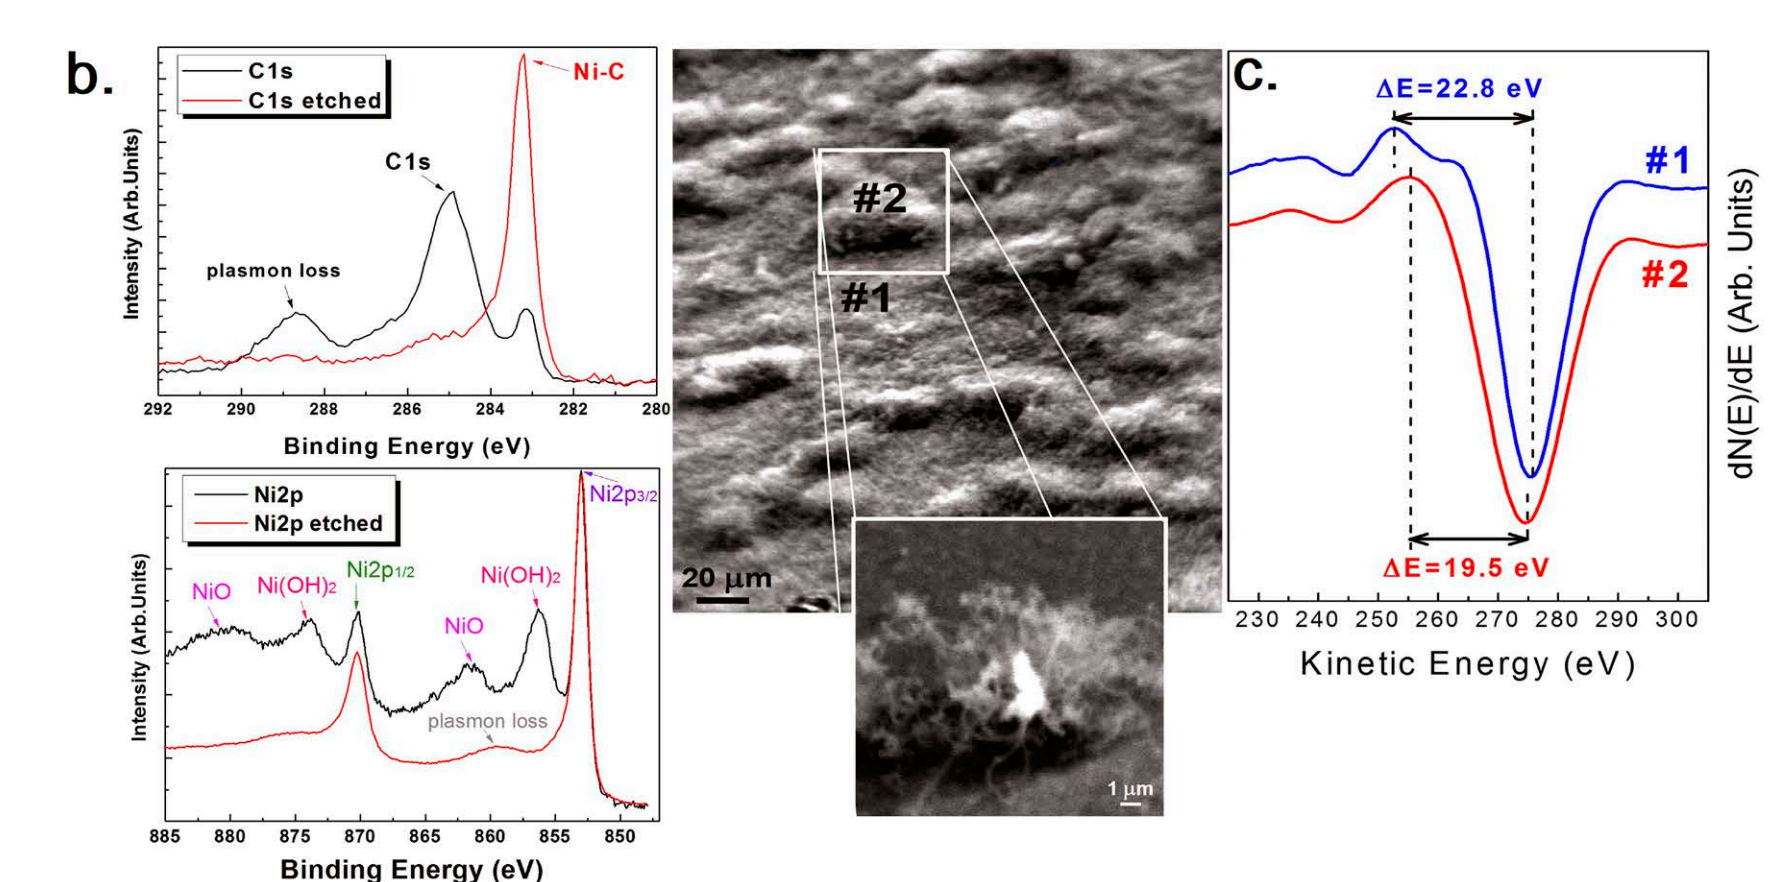 b.
C1s
C1s etched
Ni-C
C1s
plasmon loss
Intensity (Arb.Units)
292 290 288 286 284 282 280
Binding Energy (eV)
Ni2p
Ni2p etched
Ni2p3/2
NiO
Ni(OH)2
Ni2p1/2
NiO
Ni(OH)2
plasmon loss
Intensity (Arb.Units)
885 880 875 870 865 860 855 850
Binding Energy (eV)
#2
#1
20 μm
1 μm
c.
ΔE=22.8 eV
#1
#2
ΔE=19.5 eV
dN(E)/dE (Arb. Units)
230 240 250 260 270 280 290 300
Kinetic Energy (eV)